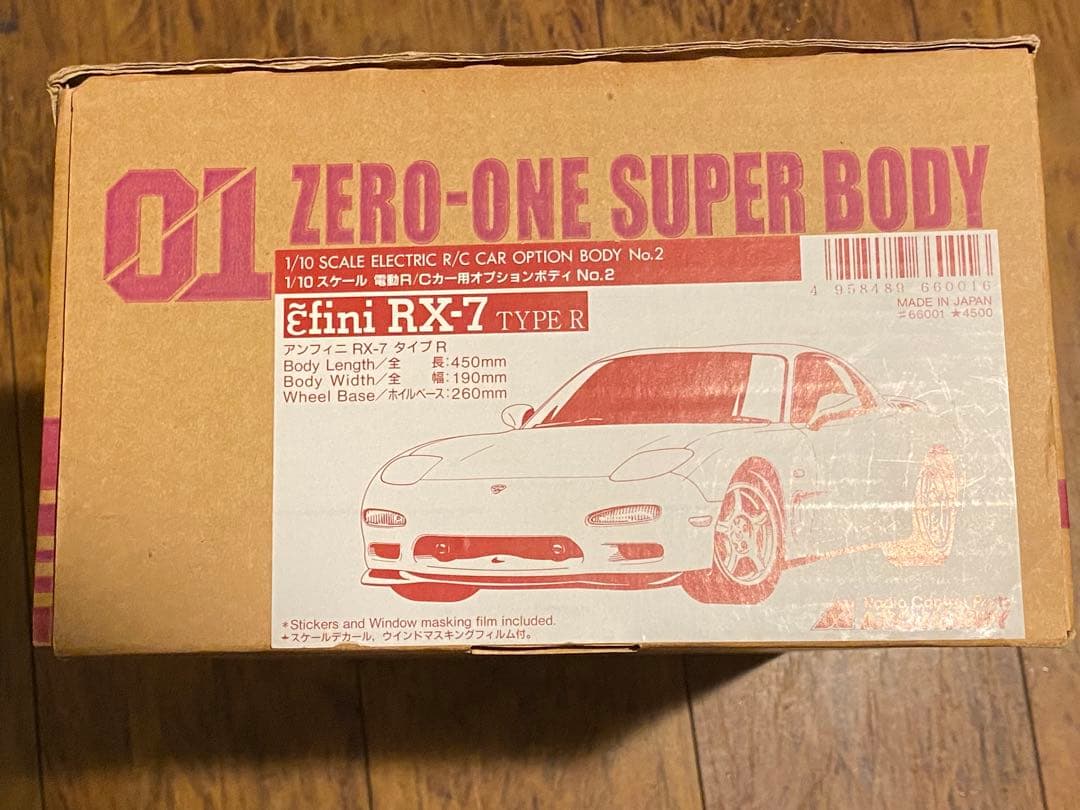 01 ZERO-ONE SUPER BODY
1/10 SCALE ELECTRIC R/C CAR OPTION BODY No.2
1/10 スケール 電動R/Cカー用オプションボディ No.2
4 958489 660016
MADE IN JAPAN
#66001 ★4500
ẽfini RX-7 TYPE R
アンフィニ RX-7 タイプ R
Body Length/全 長:450mm
Body Width/全 幅:190mm
Wheel Base/ホイルベース:260mm
Radio Control Parts
*Stickers and Window masking film included.
★スケールデカール, ウインドマスキングフィルム付。